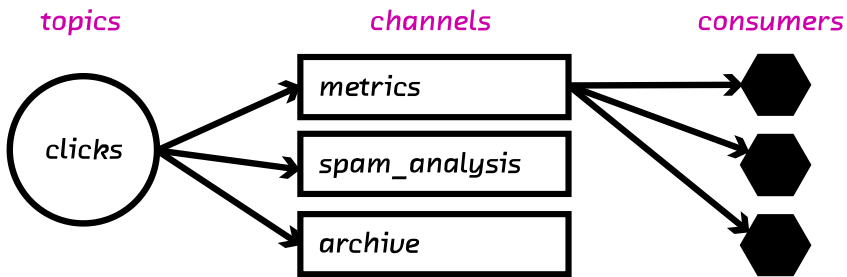 topics
channels
consumers
clicks
metrics
spam_analysis
archive